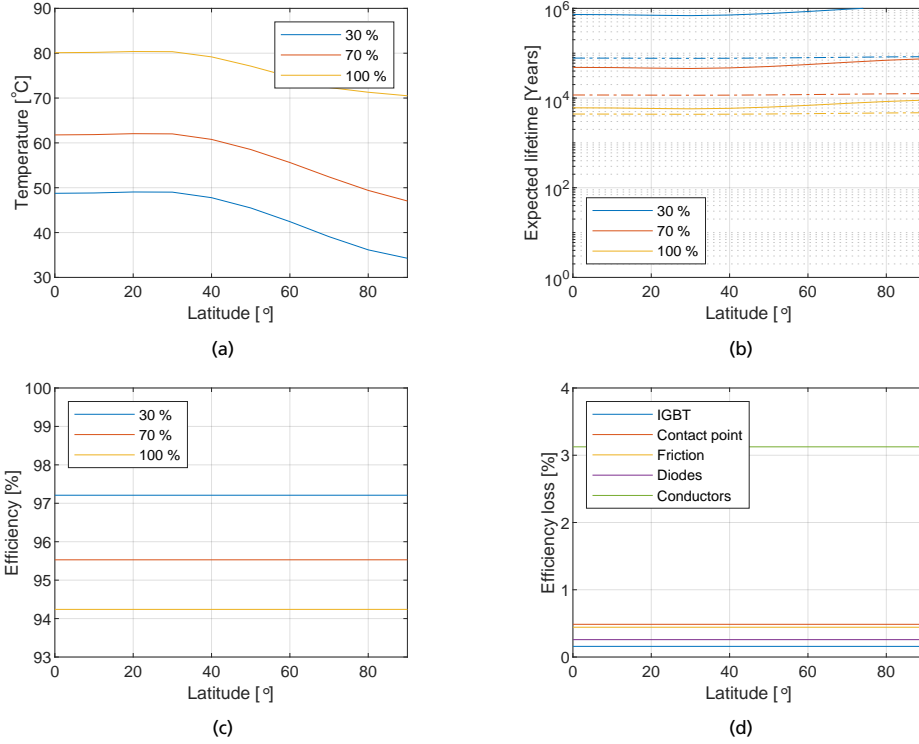 90
80
70
60
50
40
30
0 20 40 60 80
Temperature [°C]
Latitude [ °]
30 %
70 %
100 %
(a)
10^6
10^4
10^2
10^0
0 20 40 60 80
Expected lifetime [Years]
Latitude [ °]
30 %
70 %
100 %
(b)
100
99
98
97
96
95
94
93
0 20 40 60 80
Efficiency [%]
Latitude [ °]
30 %
70 %
100 %
(c)
4
3
2
1
0
0 20 40 60 80
Efficiency loss [%]
Latitude [ °]
IGBT
Contact point
Friction
Diodes
Conductors
(d)